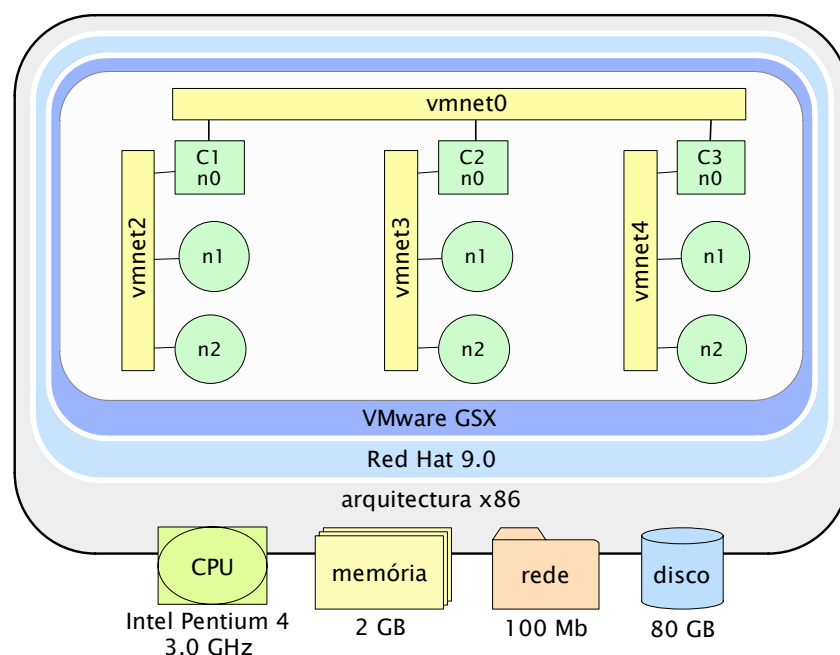 vmnet0
C1
n0
C2
n0
C3
n0
vmnet2
vmnet3
vmnet4
n1
n1
n1
n2
n2
n2
VMware GSX
Red Hat 9.0
arquitectura x86
CPU
memória
rede
disco
Intel Pentium 4
3.0 GHz
2 GB
100 Mb
80 GB